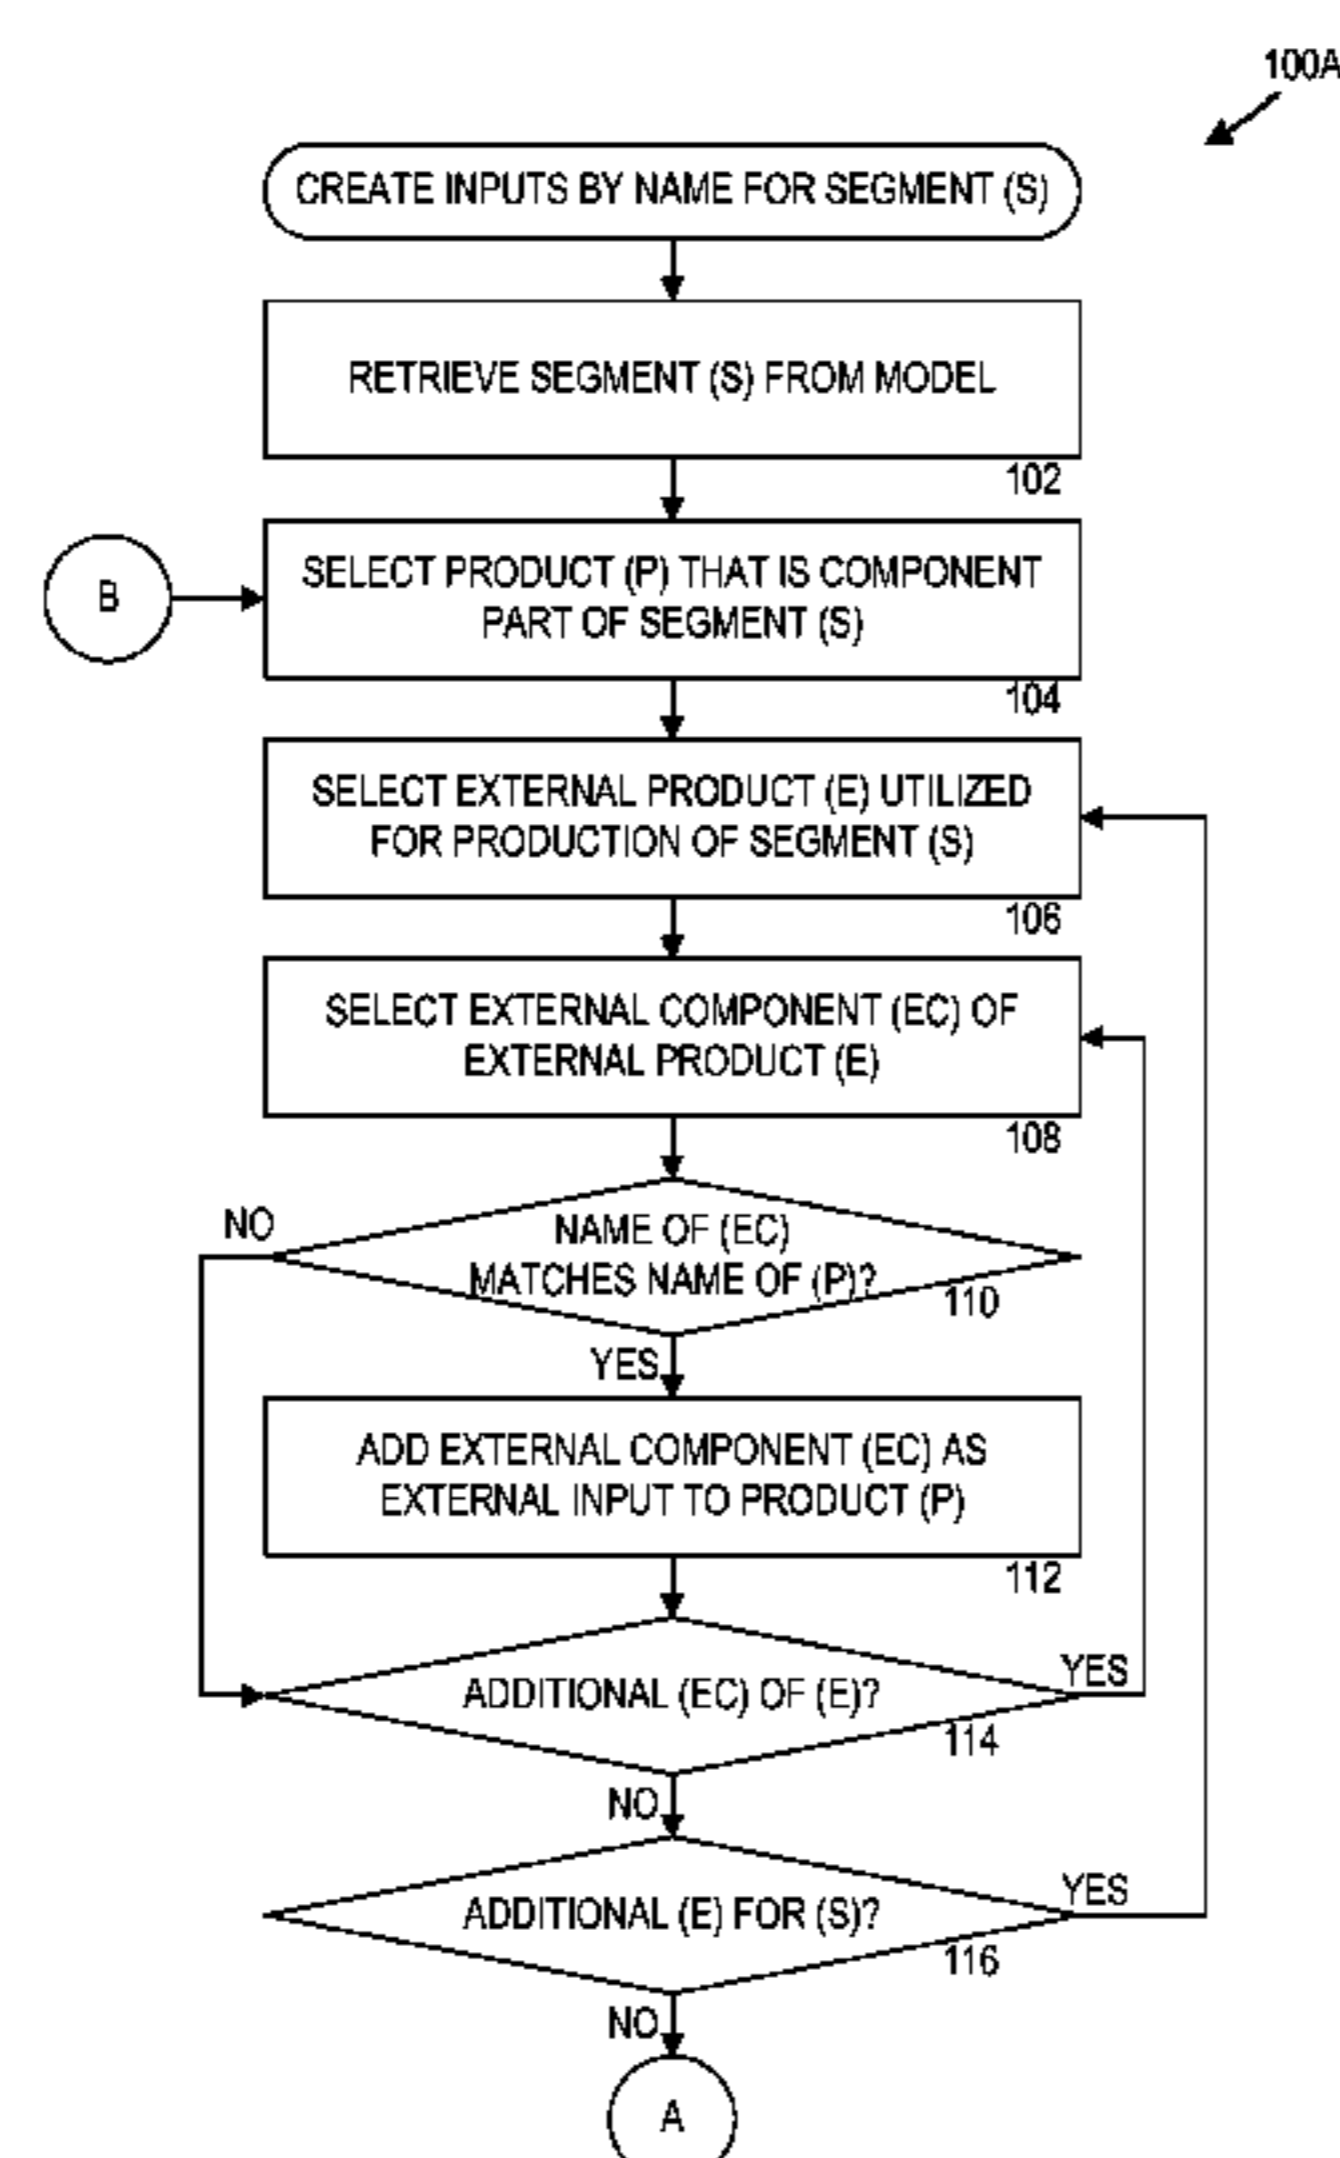 100A
CREATE INPUTS BY NAME FOR SEGMENT (S)
RETRIEVE SEGMENT (S) FROM MODEL
102
B
SELECT PRODUCT (P) THAT IS COMPONENT
PART OF SEGMENT (S)
104
SELECT EXTERNAL PRODUCT (E) UTILIZED
FOR PRODUCTION OF SEGMENT (S)
106
SELECT EXTERNAL COMPONENT (EC) OF
EXTERNAL PRODUCT (E)
108
NO
NAME OF (EC)
MATCHES NAME OF (P)?
110
YES
ADD EXTERNAL COMPONENT (EC) AS
EXTERNAL INPUT TO PRODUCT (P)
112
YES
ADDITIONAL (EC) OF (E)?
114
NO
YES
ADDITIONAL (E) FOR (S)?
116
NO
A